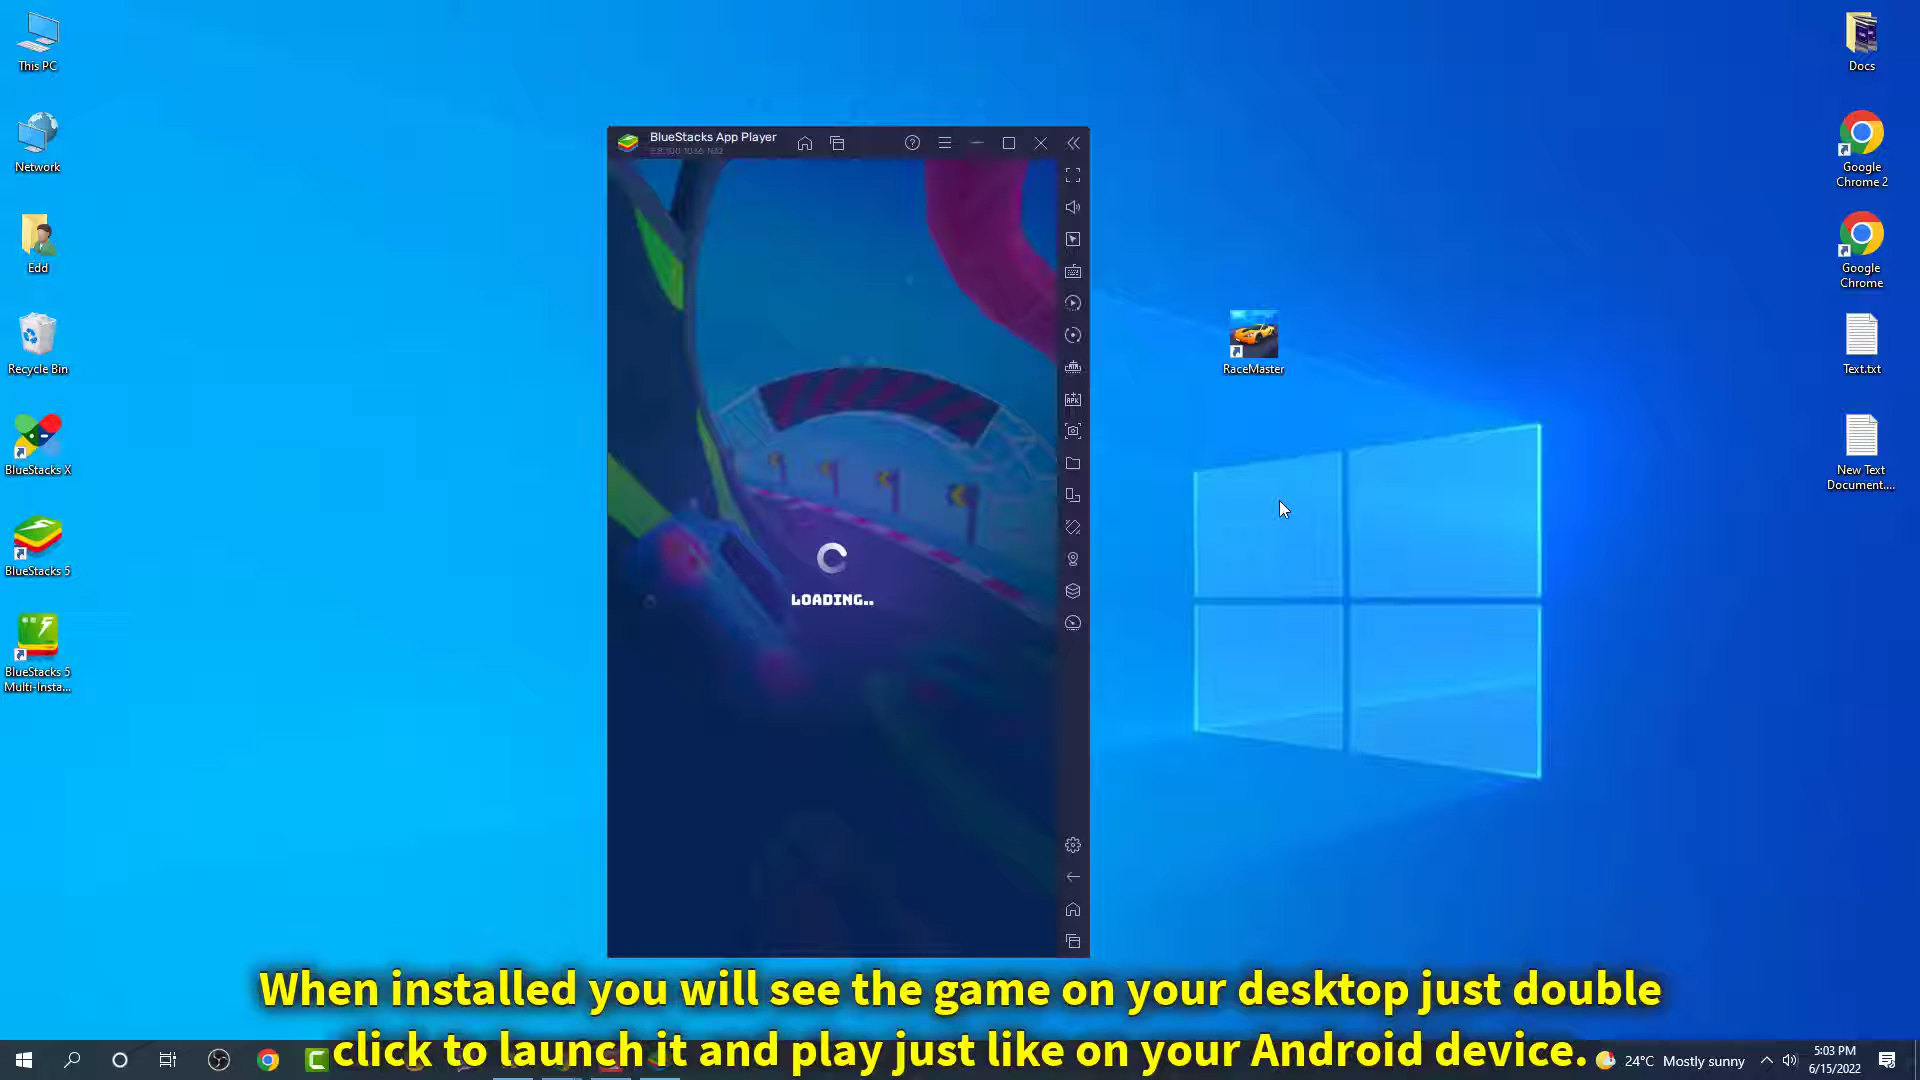 This PC
Network
Edd
Recycle Bin
BlueStacks X
BlueStacks 5
BlueStacks 5
Multi-Insta...
BlueStacks App Player
LOADING..
RaceMaster
Docs
Google
Chrome 2
Google
Chrome
Text.txt
New Text
Document....
When installed you will see the game on your desktop just double
click to launch it and play just like on your Android device.
24°C Mostly sunny
5:03 PM
6/15/2022